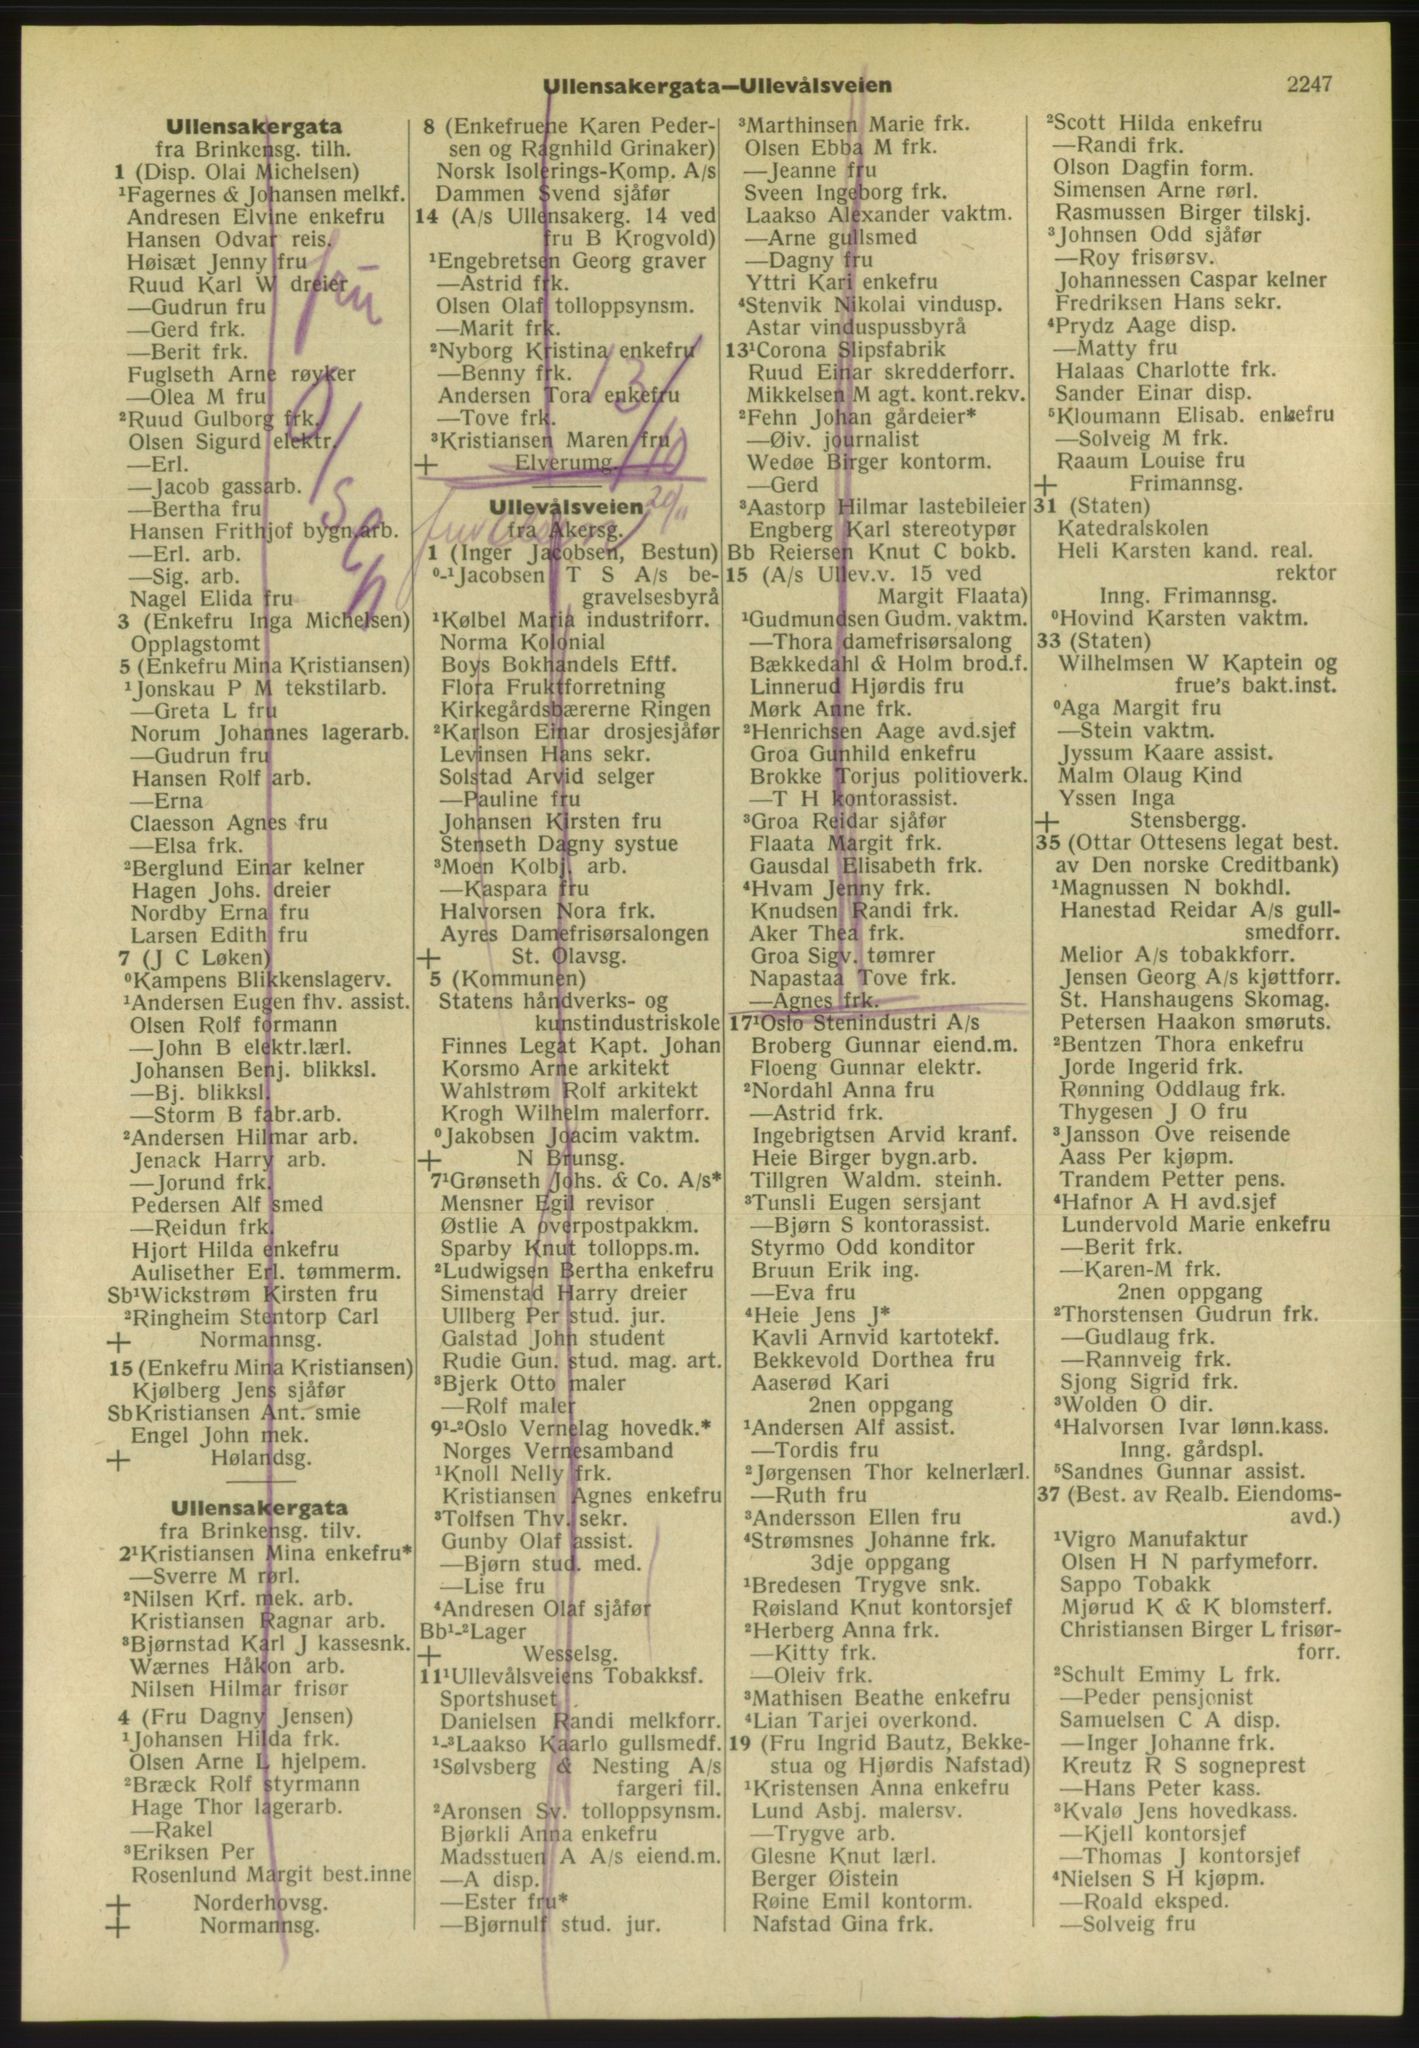 Ullensakergata—Ullevålsveien
2247
Ullensakergata
fra Brinkensg. tilh.
1 (Disp. Olai Michelsen)
¹Fagernes & Johansen melkf.
Andresen Elvine enkefru
Hansen Odvar reis.
Høisæt Jenny fru
Ruud Karl W dreier
—Gudrun fru
—Gerd frk.
—Berit frk.
Fuglseth Arne røyker
—Olea M fru
²Ruud Gulborg frk.
Olsen Sigurd elektr.
—Erl.
—Jacob gassarb.
—Bertha fru
Hansen Frithjof bygn.arb.
—Erl. arb.
—Sig. arb.
Nagel Elida fru
3 (Enkefru Inga Michelsen)
Opplagstomt
5 (Enkefru Mina Kristiansen)
¹Jonskau P M tekstilarb.
—Greta L fru
Norum Johannes lagerarb.
—Gudrun fru
Hansen Rolf arb.
—Erna
Claesson Agnes fru
—Elsa frk.
²Berglund Einar kelner
Hagen Johs. dreier
Nordby Erna fru
Larsen Edith fru
7 (J C Løken)
⁰Kampens Blikkenslagerv.
¹Andersen Eugen fhv. assist.
Olsen Rolf formann
—John B elektr.lærl.
Johansen Benj. blikksl.
—Bj. blikksl.
—Storm B fabr.arb.
²Andersen Hilmar arb.
Jenack Harry arb.
—Jorund frk.
Pedersen Alf smed
—Reidun frk.
Hjort Hilda enkefru
Aulisether Erl. tømmerm.
Sb¹Wickstrøm Kirsten fru
²Ringheim Stentorp Carl
+ Normannsg.
15 (Enkefru Mina Kristiansen)
Kjølberg Jens sjåfør
Sb Kristiansen Ant. smie
Engel John mek.
+ Hølandsg.
Ullensakergata
fra Brinkensg. tilv.
2¹Kristiansen Mina enkefru*
—Sverre M rørl.
²Nilsen Krf. mek. arb.
Kristiansen Ragnar arb.
³Bjørnstad Karl J kassesnk.
Wærnes Håkon arb.
Nilsen Hilmar frisør
4 (Fru Dagny Jensen)
¹Johansen Hilda frk.
Olsen Arne L hjelpem.
²Bræck Rolf styrmann
Hage Thor lagerarb.
—Rakel
³Eriksen Per
Rosenlund Margit best.inne
+ Norderhovsg.
+ Normannsg.
8 (Enkefruene Karen Peder-
sen og Ragnhild Grinaker)
Norsk Isolerings-Komp. A/s
Dammen Svend sjåfør
14 (A/s Ullensakerg. 14 ved
fru B Krogvold)
¹Engebretsen Georg graver
—Astrid frk.
Olsen Olaf tolloppsynsm.
—Marit frk.
²Nyborg Kristina enkefru
—Benny frk.
Andersen Tora enkefru
—Tove frk.
³Kristiansen Maren fru
+ Elverumg.
Ullevålsveien
fra Akersg.
1 (Inger Jacobsen, Bestun)
⁰-¹Jacobsen T S A/s be-
gravelsesbyrå
¹Kølbel Maria industriforr.
Norma Kolonial
Boys Bokhandels Eftf.
Flora Fruktforretning
Kirkegårdsbærerne Ringen
²Karlson Einar drosjesjåfør
Levinsen Hans sekr.
Solstad Arvid selger
—Pauline fru
Johansen Kirsten fru
Stenseth Dagny systue
³Moen Kolbj. arb.
—Kaspara fru
Halvorsen Nora frk.
Ayres Damefrisørsalongen
+ St. Olavsg.
5 (Kommunen)
Statens håndverks- og
kunstindustriskole
Finnes Legat Kapt. Johan
Korsmo Arne arkitekt
Wahlstrøm Rolf arkitekt
Krogh Wilhelm malerforr.
⁰Jakobsen Joacim vaktm.
+ N Brunsg.
7¹Grønseth Johs. & Co. A/s*
Mensner Egil revisor
Østlie A overpostpakkm.
Sparby Knut tollopps.m.
²Ludwigsen Bertha enkefru
Simenstad Harry dreier
Ullberg Per stud. jur.
Galstad John student
Rudie Gun. stud. mag. art.
³Bjerk Otto maler
—Rolf maler
9¹-²Oslo Vernelag hovedk.*
Norges Vernesamband
¹Knoll Nelly frk.
Kristiansen Agnes enkefru
³Tolfsen Thv. sekr.
Gunby Olaf assist.
—Bjørn stud. med.
—Lise fru
⁴Andresen Olaf sjåfør
Bb¹-²Lager
+ Wesselsg.
11¹Ullevålsveiens Tobakksf.
Sportshuset
Danielsen Randi melkforr.
¹-³Laakso Kaarlo gullsmedf.
¹Sølvsberg & Nesting A/s
fargeri fil.
²Aronsen Sv. tolloppsynsm.
Bjørkli Anna enkefru
Madsstuen A A/s eiend.m.
—A disp.
—Ester fru*
—Bjørnulf stud. jur.
³Marthinsen Marie frk.
Olsen Ebba M frk.
—Jeanne fru
Sveen Ingeborg frk.
Laakso Alexander vaktm.
—Arne gullsmed
—Dagny fru
Yttri Kari enkefru
⁴Stenvik Nikolai vindusp.
Astar vinduspussbyrå
13¹Corona Slipsfabrik
Ruud Einar skredderforr.
Mikkelsen M agt. kont.rekv.
²Fehn Johan gårdeier*
—Øiv. journalist
Wedøe Birger kontorm.
—Gerd
³Aastorp Hilmar lastebileier
Engberg Karl stereotypør
Bb Reiersen Knut C bokb.
15 (A/s Ullev.v. 15 ved
Margit Flaata)
¹Gudmundsen Gudm. vaktm.
—Thora damefrisørsalong
Bækkedahl & Holm brod.f.
Linnerud Hjørdis fru
Mørk Anne frk.
²Henrichsen Aage avd.sjef
Groa Gunhild enkefru
Brokke Torjus politioverk.
—T H kontorassist.
³Groa Reidar sjåfør
Flaata Margit frk.
Gausdal Elisabeth frk.
⁴Hvam Jenny frk.
Knudsen Randi frk.
Aker Thea frk.
Groa Sigv. tømrer
Napastaa Tove frk.
—Agnes frk.
17¹Oslo Stenindustri A/s
Broberg Gunnar eiend.m.
Floeng Gunnar elektr.
²Nordahl Anna fru
—Astrid frk.
Ingebrigtsen Arvid kranf.
Heie Birger bygn.arb.
Tillgren Waldm. steinh.
³Tunsli Eugen sersjant
—Bjørn S kontorassist.
Styrmo Odd konditor
Bruun Erik ing.
—Eva fru
⁴Heie Jens J*
Kavli Arnvid kartotekf.
Bekkevold Dorthea fru
Aaserød Kari
2nen oppgang
¹Andersen Alf assist.
—Tordis fru
²Jørgensen Thor kelnerlærl.
—Ruth fru
³Andersson Ellen fru
⁴Strømsnes Johanne frk.
3dje oppgang
¹Bredesen Trygve snk.
Røisland Knut kontorsjef
²Herberg Anna frk.
—Kitty frk.
—Oleiv frk.
³Mathisen Beathe enkefru
⁴Lian Tarjei overkond.
19 (Fru Ingrid Bautz, Bekke-
stua og Hjørdis Nafstad)
¹Kristensen Anna enkefru
Lund Asbj. malersv.
—Trygve arb.
Glesne Knut lærl.
Berger Øistein
Røine Emil kontorm.
Nafstad Gina frk.
²Scott Hilda enkefru
—Randi frk.
Olson Dagfin form.
Simensen Arne rørl.
Rasmussen Birger tilskj.
³Johnsen Odd sjåfør
—Roy frisørsv.
Johannessen Caspar kelner
Fredriksen Hans sekr.
⁴Prydz Aage disp.
—Matty fru
Halaas Charlotte frk.
Sander Einar disp.
⁵Kloumann Elisab. enkefru
—Solveig M frk.
Raaum Louise fru
+ Frimannsg.
31 (Staten)
Katedralskolen
Heli Karsten kand. real.
rektor
Inng. Frimannsg.
⁰Hovind Karsten vaktm.
33 (Staten)
Wilhelmsen W Kaptein og
frue's bakt.inst.
⁰Aga Margit fru
—Stein vaktm.
Jyssum Kaare assist.
Malm Olaug Kind
Yssen Inga
+ Stensbergg.
35 (Ottar Ottesens legat best.
av Den norske Creditbank)
¹Magnussen N bokhdl.
Hanestad Reidar A/s gull-
smedforr.
Melior A/s tobakkforr.
Jensen Georg A/s kjøttforr.
St. Hanshaugens Skomag.
Petersen Haakon smøruts.
²Bentzen Thora enkefru
Jorde Ingerid frk.
Rønning Oddlaug frk.
Thygesen J O fru
³Jansson Ove reisende
Aass Per kjøpm.
Trandem Petter pens.
⁴Hafnor A H avd.sjef
Lundervold Marie enkefru
—Berit frk.
—Karen-M frk.
2nen oppgang
²Thorstensen Gudrun frk.
—Gudlaug frk.
—Rannveig frk.
Sjong Sigrid frk.
³Wolden O dir.
⁴Halvorsen Ivar lønn.kass.
Inng. gårdspl.
⁵Sandnes Gunnar assist.
37 (Best. av Realb. Eiendoms-
avd.)
¹Vigro Manufaktur
Olsen H N parfymeforr.
Sappo Tobakk
Mjørud K & K blomsterf.
Christiansen Birger L frisør-
forr.
²Schult Emmy L frk.
—Peder pensjonist
Samuelsen C A disp.
—Inger Johanne frk.
Kreutz R S sogneprest
—Hans Peter kass.
³Kvalø Jens hovedkass.
—Kjell kontorsjef
—Thomas J kontorsjef
⁴Nielsen S H kjøpm.
—Roald eksped.
—Solveig fru